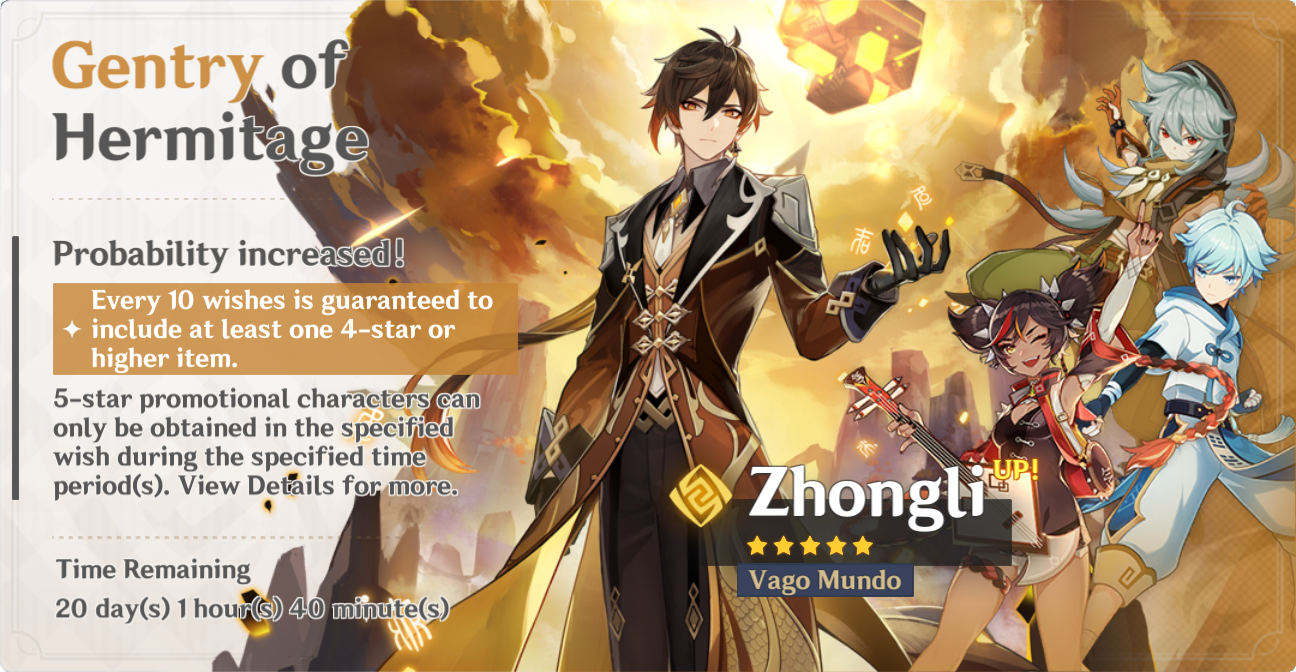 Gentry of
Hermitage
Probability increased!
Every 10 wishes is guaranteed to
include at least one 4-star or
higher item.
5-star promotional characters can
only be obtained in the specified
wish during the specified time
period(s). View Details for more.
Time Remaining
20 day(s) 1 hour(s) 40 minute(s)
Zhongli UP!
Vago Mundo